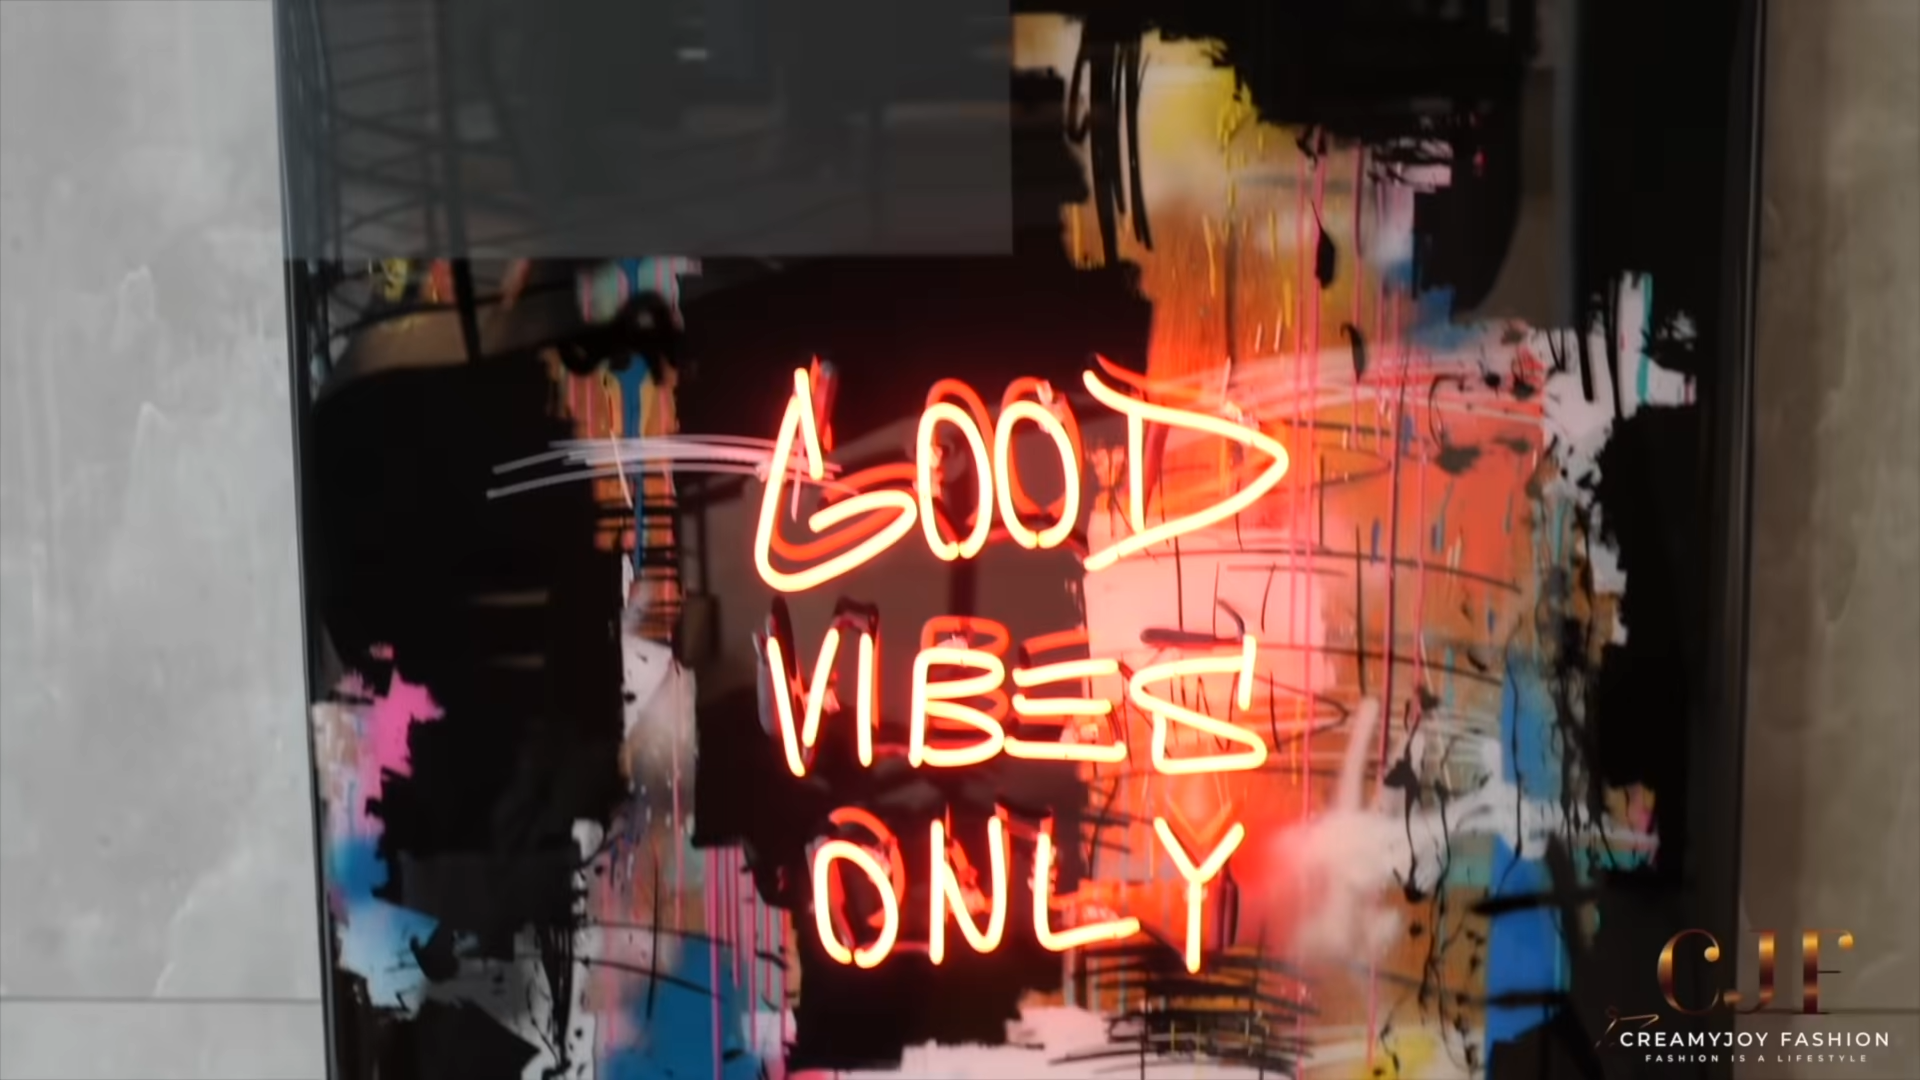 GOOD
VIBES
ONLY
CJF
CREAMYJOY FASHION
FASHION IS A LIFESTYLE